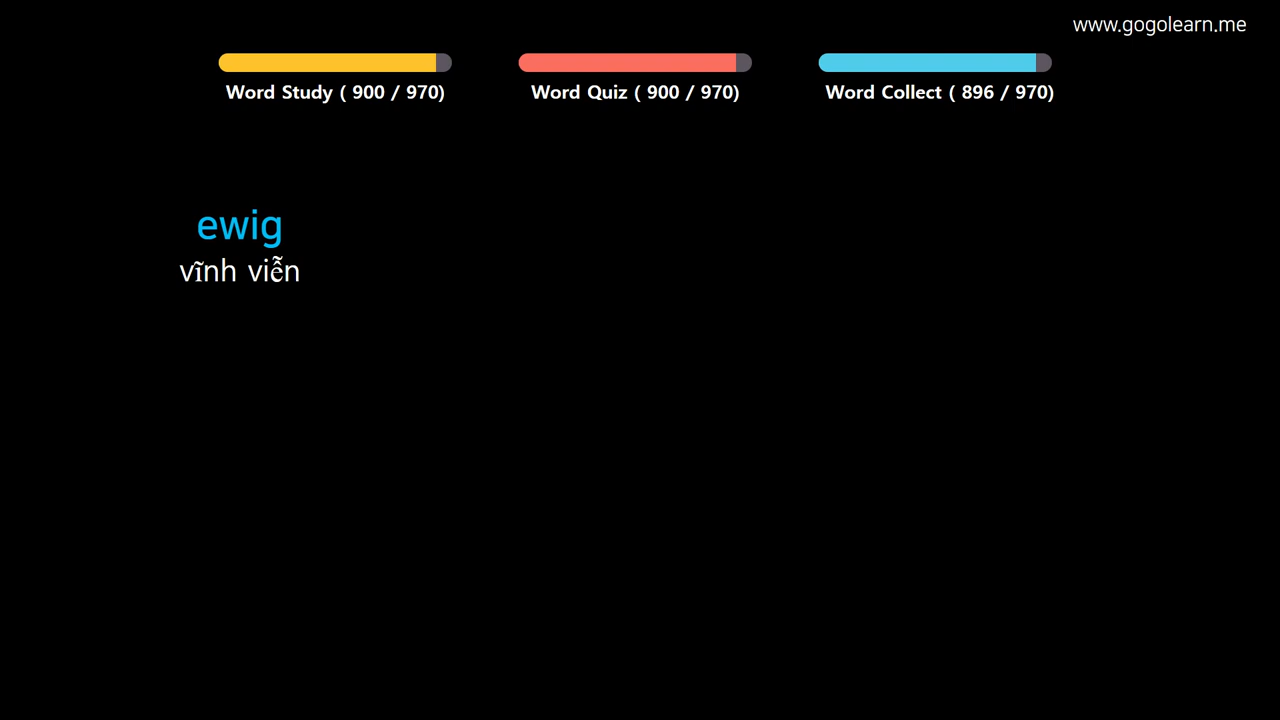 www.gogolearn.me
Word Study ( 900 / 970)
Word Quiz ( 900 / 970)
Word Collect ( 896 / 970)
ewig
vĩnh viễn